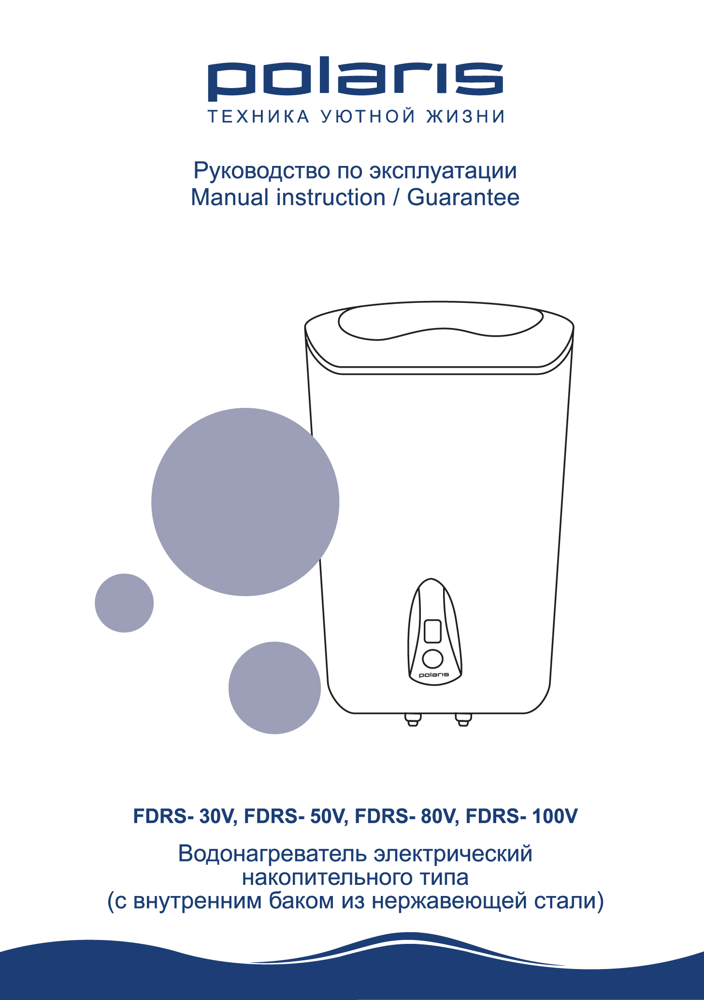 polaris
ТЕХНИКА УЮТНОЙ ЖИЗНИ
Руководство по эксплуатации
Manual instruction / Guarantee
polaris
FDRS- 30V, FDRS- 50V, FDRS- 80V, FDRS- 100V
Водонагреватель электрический
накопительного типа
(с внутренним баком из нержавеющей стали)